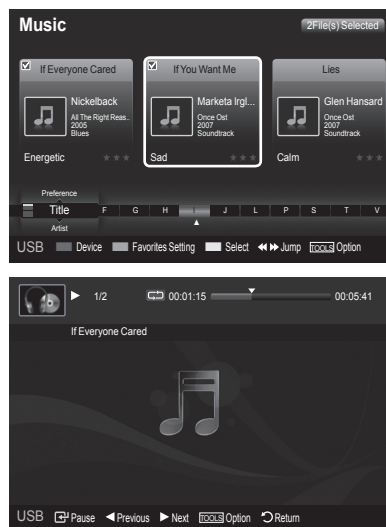 Music
2File(s) Selected
If Everyone Cared
If You Want Me
Lies
Nickelback
All The Right Reas..
2005
Blues
Marketa Irgl...
Once Ost
2007
Soundtrack
Glen Hansard
Once Ost
2007
Soundtrack
Energetic
Sad
Calm
Preference
Title F G H I J L P S T V
Artist
USB Device Favorites Setting Select Jump TOOLS Option
1/2 00:01:15 00:05:41
If Everyone Cared
USB Pause Previous Next TOOLS Option Return